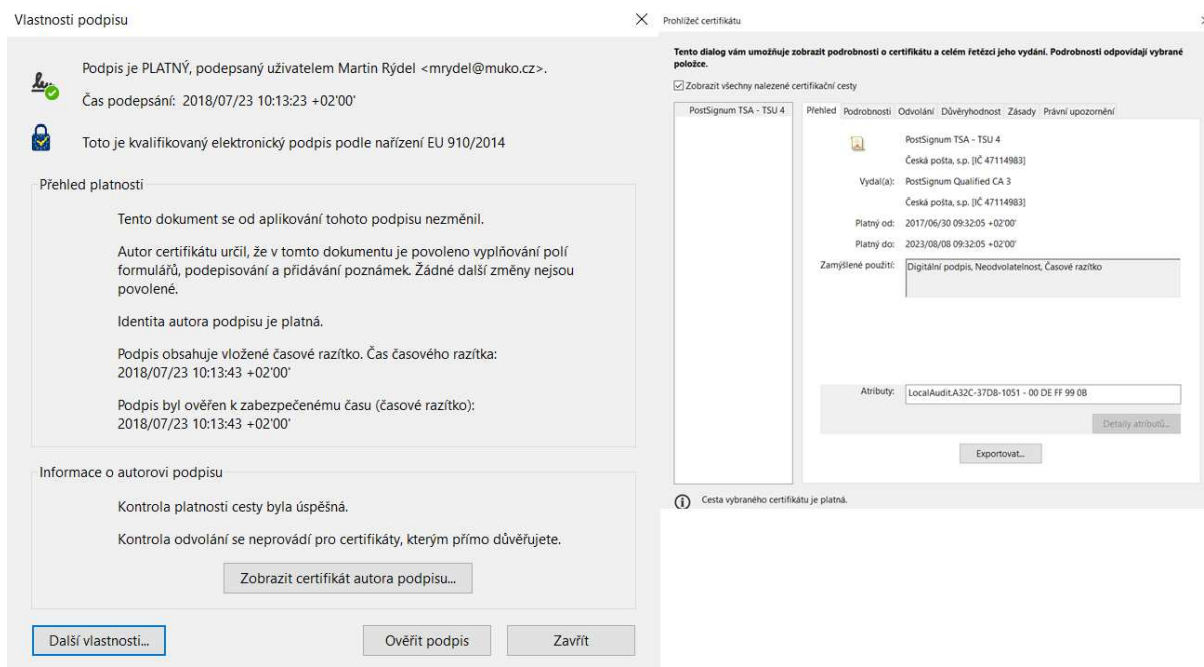 Vlastnosti podpisu
Podpis je PLATNÝ, podepsaný uživatelem Martin Rýdel <mrydel@muko.cz>.
Čas podepsání: 2018/07/23 10:13:23 +02'00'
Toto je kvalifikovaný elektronický podpis podle nařízení EU 910/2014
Přehled platnosti
Tento dokument se od aplikování tohoto podpisu nezměnil.
Autor certifikátu určil, že v tomto dokumentu je povoleno vyplňování polí
formulářů, podepisování a přidávání poznámek. Žádné další změny nejsou
povolené.
Identita autora podpisu je platná.
Podpis obsahuje vložené časové razítko. Čas časového razítka:
2018/07/23 10:13:43 +02'00'
Podpis byl ověřen k zabezpečenému času (časové razítko):
2018/07/23 10:13:43 +02'00'
Informace o autorovi podpisu
Kontrola platnosti cesty byla úspěšná.
Kontrola odvolání se neprovádí pro certifikáty, kterým přímo důvěřujete.
Zobrazit certifikát autora podpisu...
Další vlastnosti...
Ověřit podpis
Zavřít
Prohlížeč certifikátu
Tento dialog vám umožňuje zobrazit podrobnosti o certifikátu a celém řetězci jeho vydání. Podrobnosti odpovídají vybrané
položce.
Zobrazit všechny nalezené certifikační cesty
PostSignum TSA - TSU 4
Přehled Podrobnosti Odvolání Důvěryhodnost Zásady Právní upozornění
PostSignum TSA - TSU 4
Česká pošta, s.p. [IČ 47114983]
Vydal(a): PostSignum Qualified CA 3
Česká pošta, s.p. [IČ 47114983]
Platný od: 2017/06/30 09:32:05 +02'00'
Platný do: 2023/08/08 09:32:05 +02'00'
Zamýšlené použití: Digitální podpis, Neodvolatelnost, Časové razítko
Atributy: LocalAudit.A32C-37D8-1051 - 00 DE FF 99 0B
Detaily atributů...
Exportovat...
Cesta vybraného certifikátu je platná.